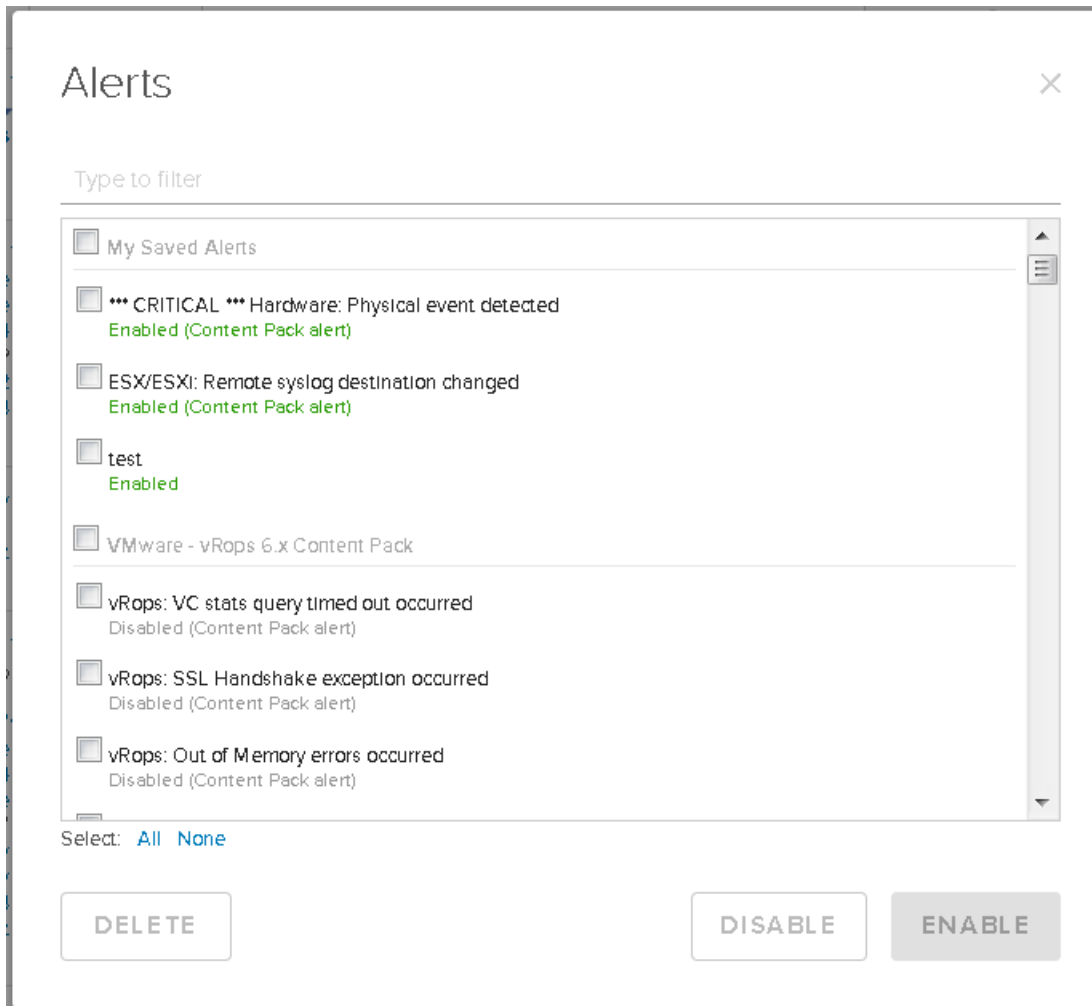 Alerts
Type to filter
My Saved Alerts
*** CRITICAL *** Hardware: Physical event detected
Enabled (Content Pack alert)
ESX/ESXi: Remote syslog destination changed
Enabled (Content Pack alert)
test
Enabled
VMware - vRops 6.x Content Pack
vRops: VC stats query timed out occurred
Disabled (Content Pack alert)
vRops: SSL Handshake exception occurred
Disabled (Content Pack alert)
vRops: Out of Memory errors occurred
Disabled (Content Pack alert)
Select: All None
DELETE DISABLE ENABLE